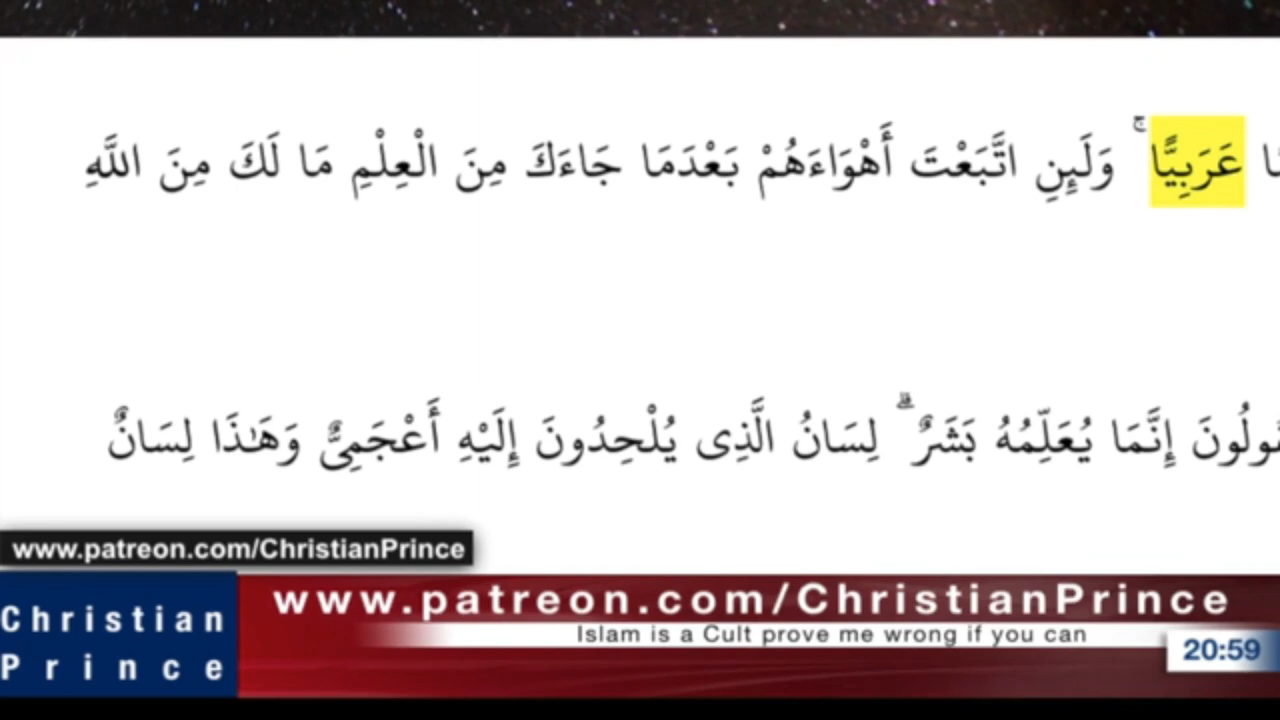 عَرَبِيًّا ۚ وَلَئِنِ اتَّبَعْتَ أَهْوَاءَهُمْ بَعْدَمَا جَاءَكَ مِنَ الْعِلْمِ مَا لَكَ مِنَ اللَّهِ
إِنَّمَا يُعَلِّمُهُ بَشَرٌ ۗ لِسَانُ الَّذِى يُلْحِدُونَ إِلَيْهِ أَعْجَمِىٌّ وَهَٰذَا لِسَانٌ
www.patreon.com/ChristianPrince
www.patreon.com/ChristianPrince
Christian
Prince
Islam is a Cult prove me wrong if you can
20:59